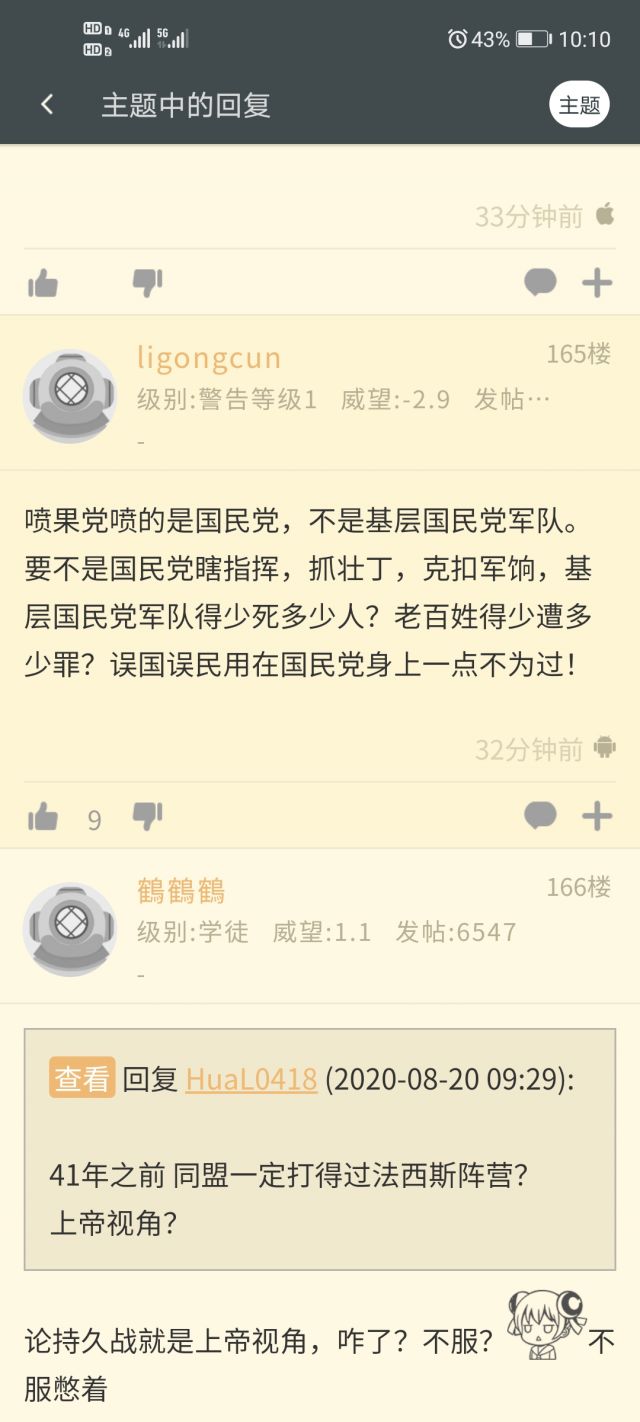 HD1 4G 5G 43% 10:10
HD2
主题中的回复 主题
33分钟前
ligongcun 165楼
级别:警告等级1 威望:-2.9 发帖…
-
喷果党喷的是国民党，不是基层国民党军队。
要不是国民党瞎指挥，抓壮丁，克扣军饷，基
层国民党军队得少死多少人？老百姓得少遭多
少罪？误国误民用在国民党身上一点不为过！
32分钟前
9
鶴鶴鶴 166楼
级别:学徒 威望:1.1 发帖:6547
-
查看 回复 HuaL0418 (2020-08-20 09:29):
41年之前 同盟一定打得过法西斯阵营？
上帝视角？
论持久战就是上帝视角，咋了？不服？不
服憋着